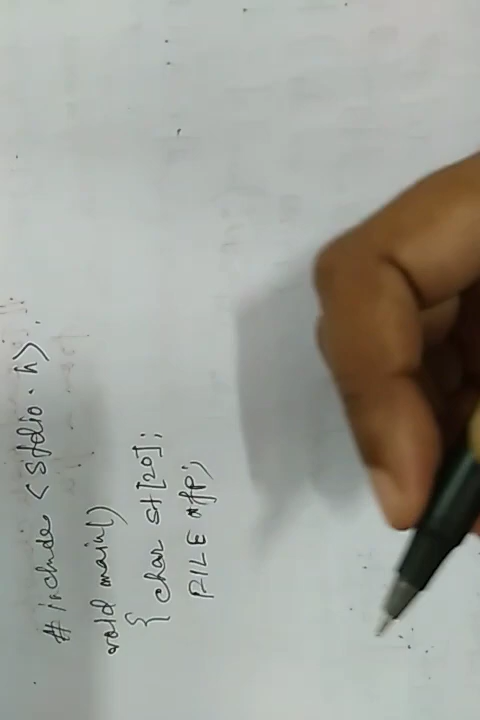 # include <stdio.h>
void main()
{ char st[20];
FILE *fp;